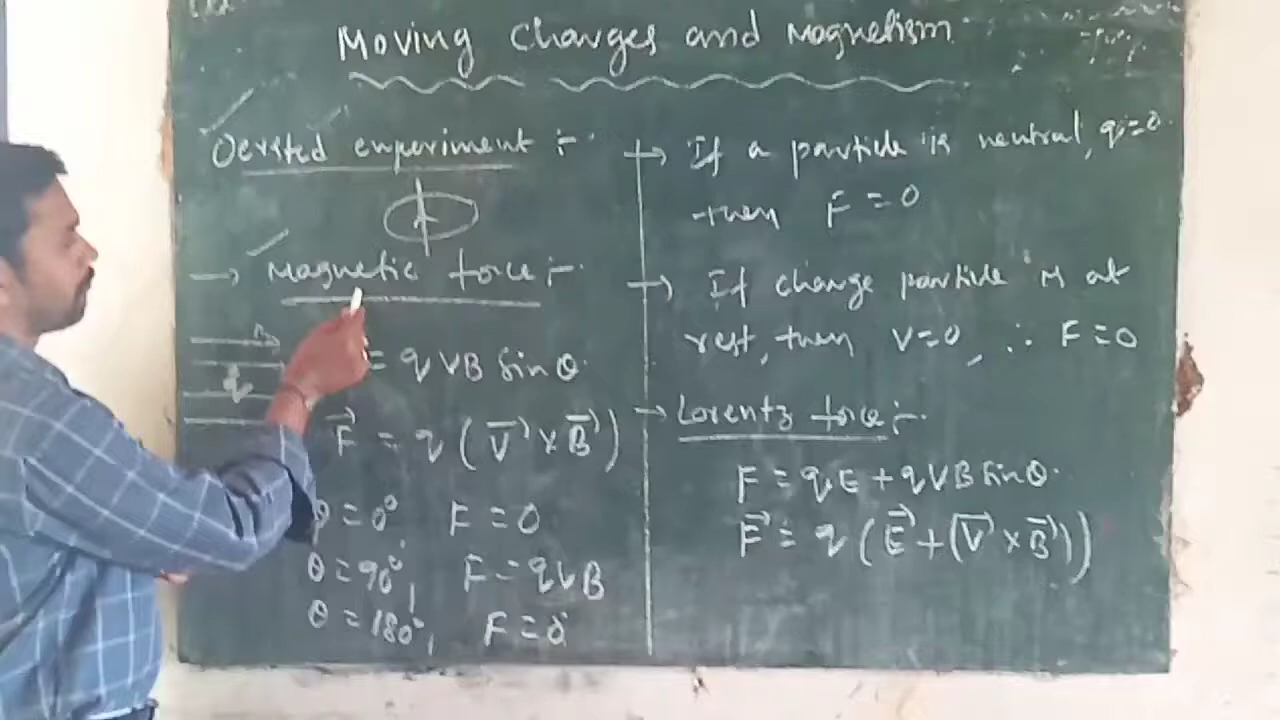 Moving Charges and Magnetism
Oersted experiment :-
→ Magnetic force :-
B
q
= qVB Sinθ.
F⃗ = q (V⃗ × B⃗)
θ = 0°, F = 0
θ = 90°, F = qVB
θ = 180°, F = 0
→ If a particle is neutral, q=0.
then F = 0
→ If charge particle is at
rest, then V=0, ∴ F=0
→ Lorentz force :-
F = qE + qVB Sinθ.
F⃗ = q (E⃗ + (V⃗ × B⃗))